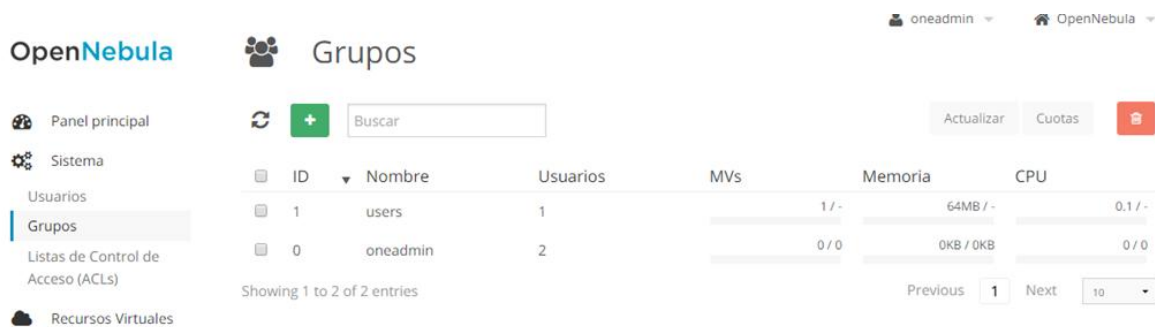 oneadmin OpenNebula
OpenNebula Grupos
Panel principal Buscar Actualizar Cuotas
Sistema
ID Nombre Usuarios MVs Memoria CPU
Usuarios
1 users 1 1 / - 64MB / - 0.1 / -
Grupos
0 oneadmin 2 0 / 0 0KB / 0KB 0 / 0
Listas de Control de
Acceso (ACLs)
Showing 1 to 2 of 2 entries Previous 1 Next 10
Recursos Virtuales